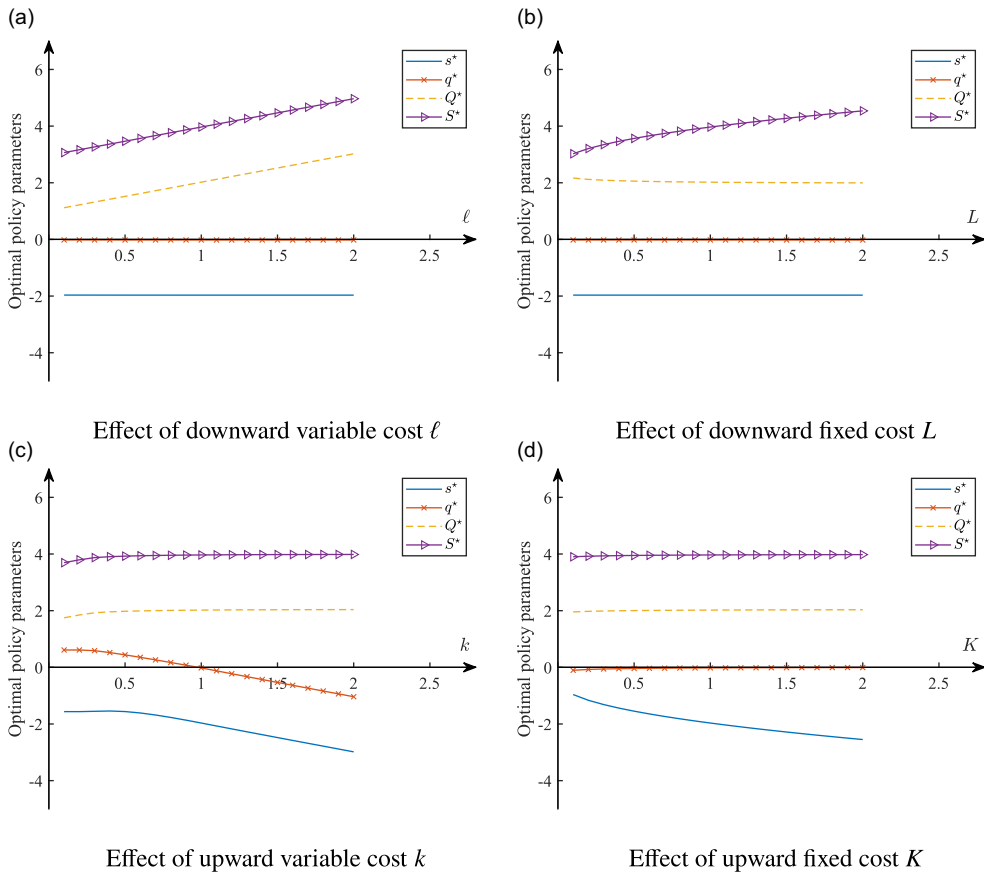 (a)
6
4
2
0
-2
-4
0.5
1
1.5
2
2.5
ℓ
Optimal policy parameters
s⋆
q⋆
Q⋆
S⋆
Effect of downward variable cost ℓ
(b)
6
4
2
0
-2
-4
0.5
1
1.5
2
2.5
L
Optimal policy parameters
s⋆
q⋆
Q⋆
S⋆
Effect of downward fixed cost L
(c)
6
4
2
0
-2
-4
0.5
1
1.5
2
2.5
k
Optimal policy parameters
s⋆
q⋆
Q⋆
S⋆
Effect of upward variable cost k
(d)
6
4
2
0
-2
-4
0.5
1
1.5
2
2.5
K
Optimal policy parameters
s⋆
q⋆
Q⋆
S⋆
Effect of upward fixed cost K